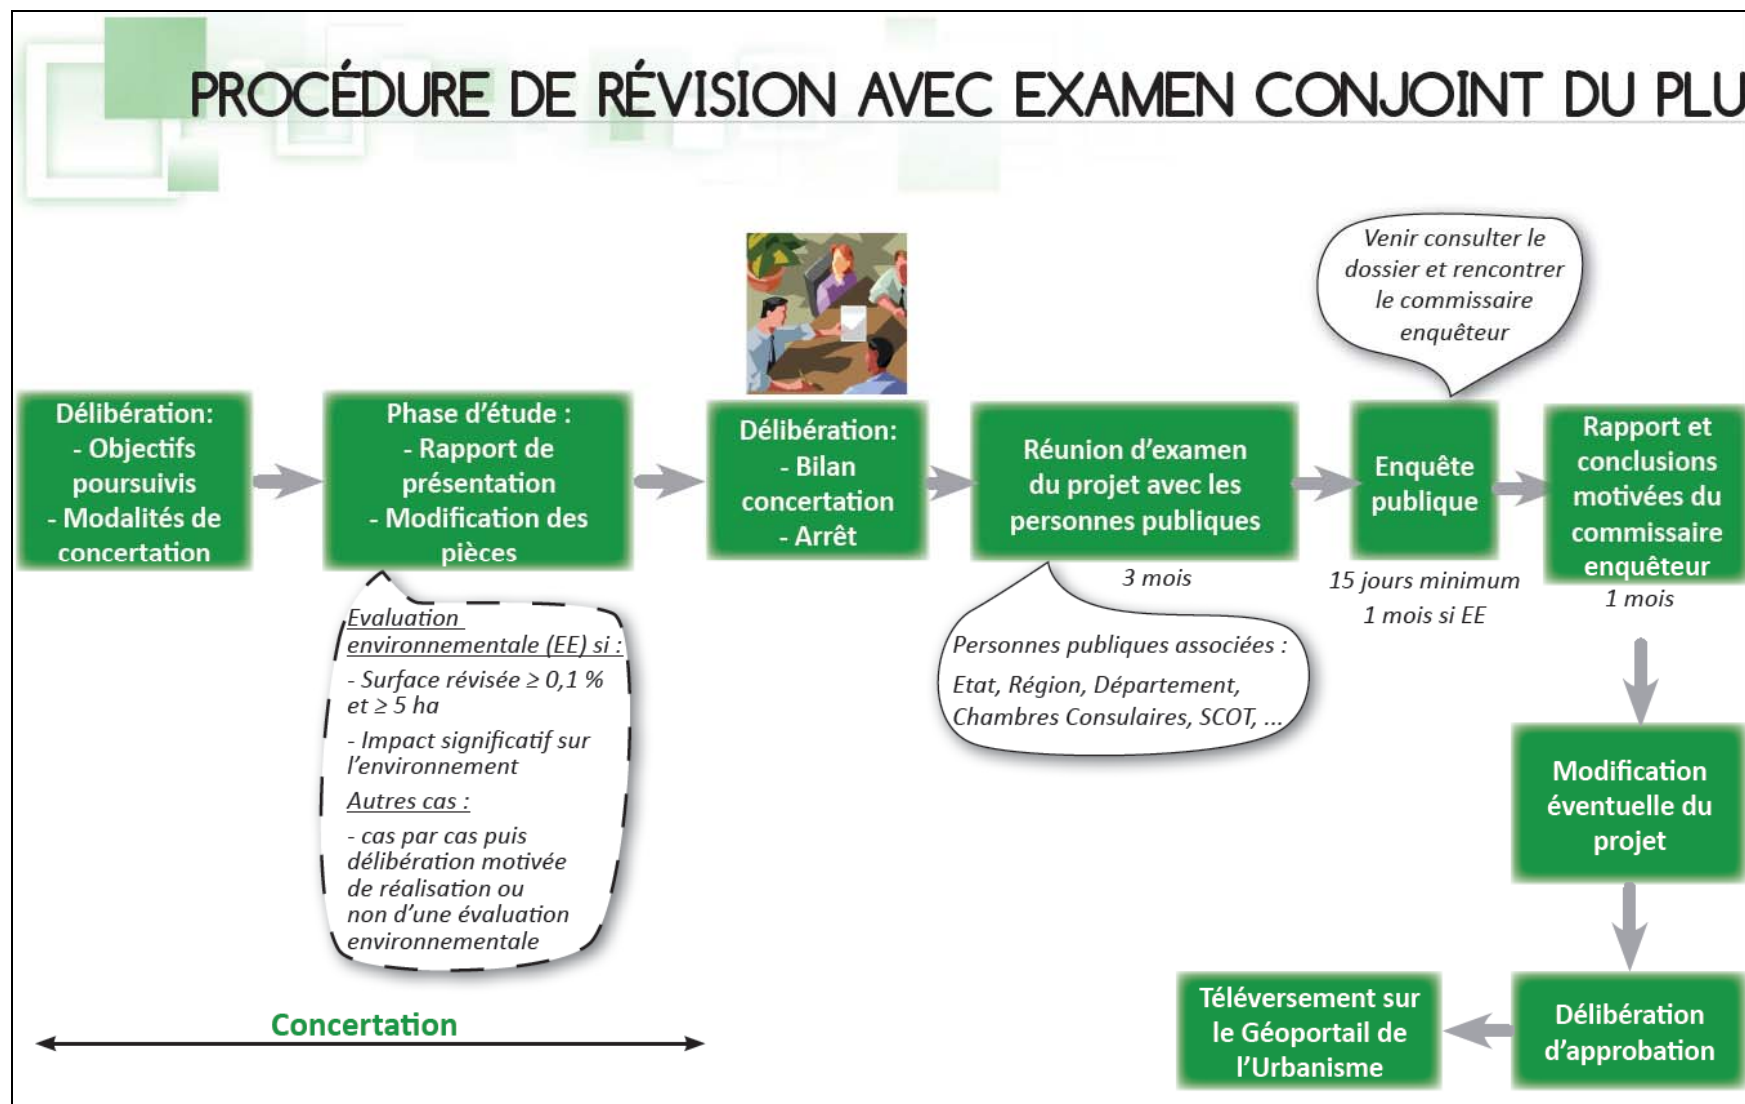 PROCÉDURE DE RÉVISION AVEC EXAMEN CONJOINT DU PLU
Venir consulter le
dossier et rencontrer
le commissaire
enquêteur
Délibération:
- Objectifs
poursuivis
- Modalités de
concertation
Phase d'étude :
- Rapport de
présentation
- Modification des
pièces
Délibération:
- Bilan
concertation
- Arrêt
Réunion d'examen
du projet avec les
personnes publiques
3 mois
Enquête
publique
15 jours minimum
1 mois si EE
Rapport et
conclusions
motivées du
commissaire
enquêteur
1 mois
Evaluation
environnementale (EE) si :
- Surface révisée ≥ 0,1 %
et ≥ 5 ha
- Impact significatif sur
l'environnement
Autres cas :
- cas par cas puis
délibération motivée
de réalisation ou
non d'une évaluation
environnementale
Personnes publiques associées :
Etat, Région, Département,
Chambres Consulaires, SCOT, ...
Modification
éventuelle du
projet
Délibération
d'approbation
Téléversement sur
le Géoportail de
l'Urbanisme
Concertation